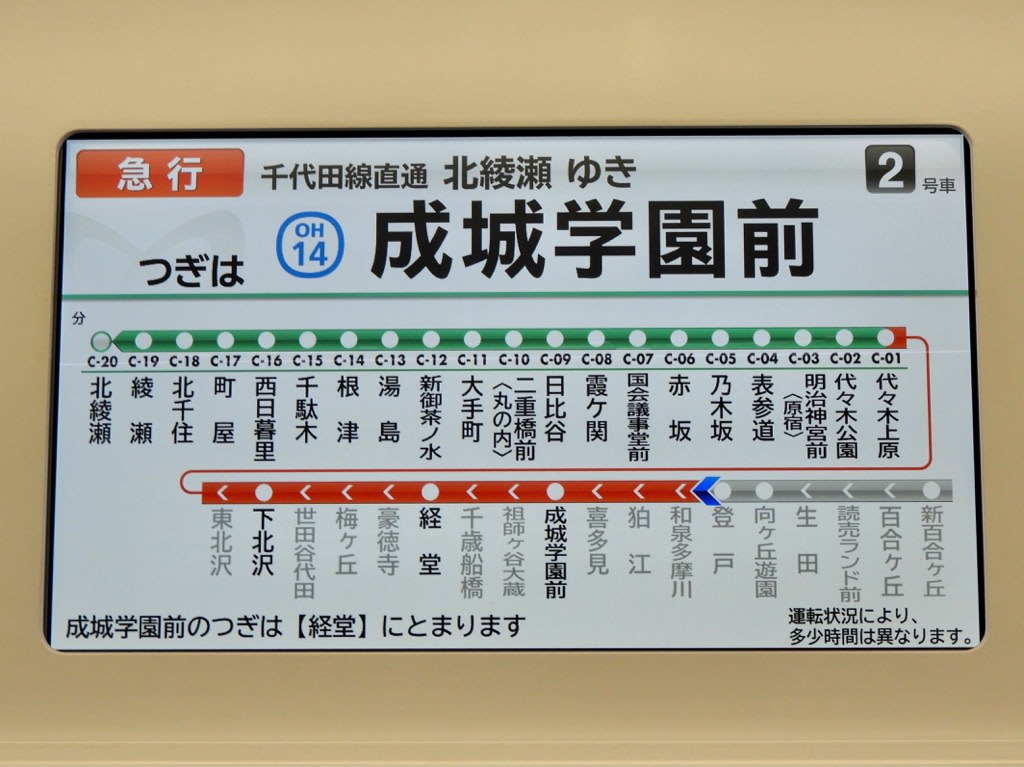 急行
千代田線直通 北綾瀬 ゆき
2号車
つぎは
OH
14
成城学園前
分
C-20 C-19 C-18 C-17 C-16 C-15 C-14 C-13 C-12 C-11 C-10 C-09 C-08 C-07 C-06 C-05 C-04 C-03 C-02 C-01
北綾瀬
綾瀬
北千住
町屋
西日暮里
千駄木
根津
湯島
新御茶ノ水
大手町
二重橋前
〈丸の内〉
日比谷
霞ケ関
国会議事堂前
赤坂
乃木坂
表参道
明治神宮前
〈原宿〉
代々木公園
代々木上原
東北沢
下北沢
世田谷代田
梅ヶ丘
豪徳寺
経堂
千歳船橋
祖師ヶ谷大蔵
成城学園前
喜多見
狛江
和泉多摩川
登戸
向ヶ丘遊園
生田
読売ランド前
百合ヶ丘
新百合ヶ丘
成城学園前のつぎは【経堂】にとまります
運転状況により、
多少時間は異なります。